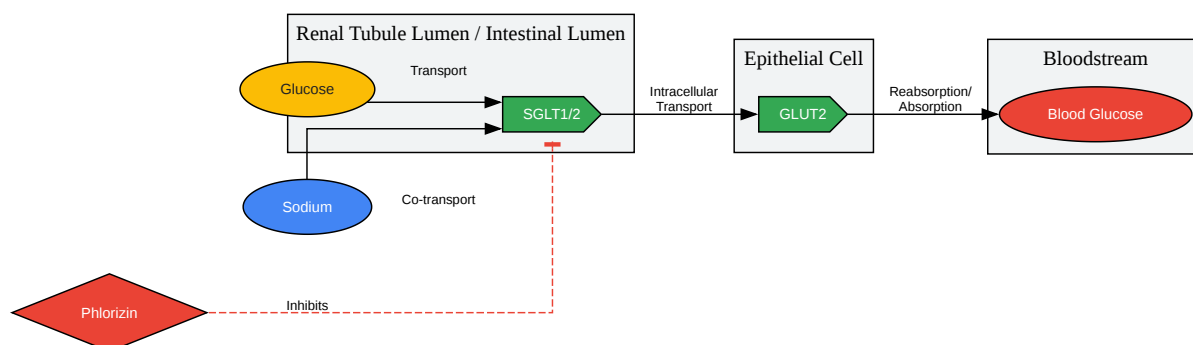 Renal Tubule Lumen / Intestinal Lumen
Glucose
Transport
SGLT1/2
Sodium
Co-transport
Intracellular
Transport
Epithelial Cell
GLUT2
Reabsorption/
Absorption
Bloodstream
Blood Glucose
Phlorizin
Inhibits